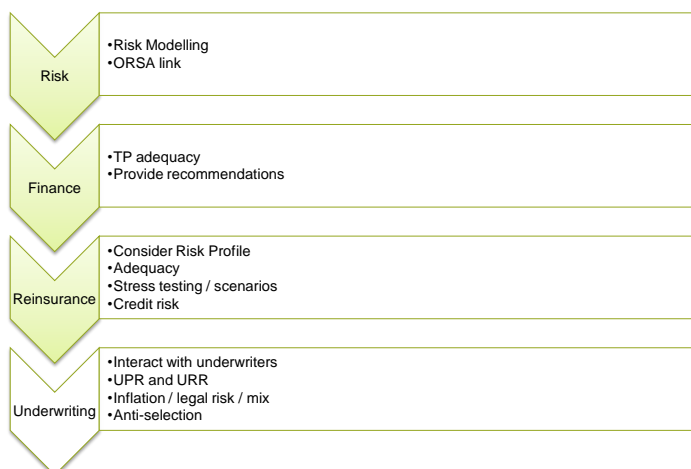 Risk
•Risk Modelling
•ORSA link
Finance
•TP adequacy
•Provide recommendations
Reinsurance
•Consider Risk Profile
•Adequacy
•Stress testing / scenarios
•Credit risk
Underwriting
•Interact with underwriters
•UPR and URR
•Inflation / legal risk / mix
•Anti-selection